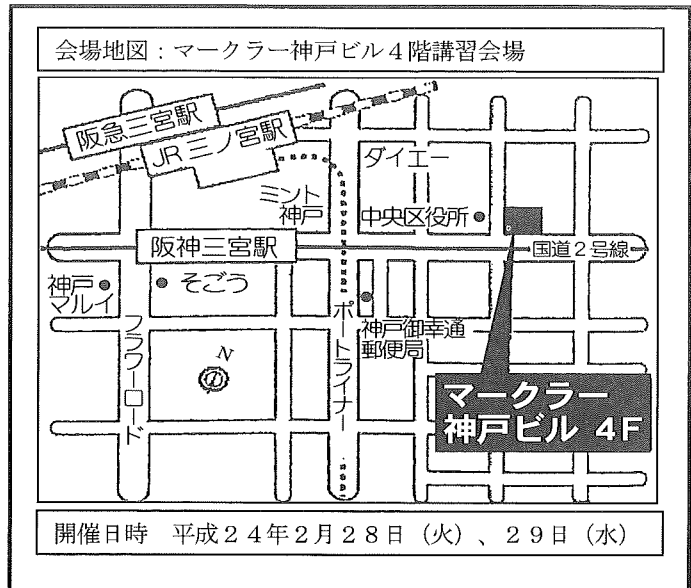 会場地図：マークラー神戸ビル４階講習会場
阪急三宮駅
JR 三ノ宮駅
ダイエー
ミント
神戸
中央区役所
阪神三宮駅
国道２号線
神戸
マルイ
そごう
フラワーロード
N
ポートライナー
神戸御幸通
郵便局
マークラー
神戸ビル 4F
開催日時　平成２４年２月２８日（火）、２９日（水）